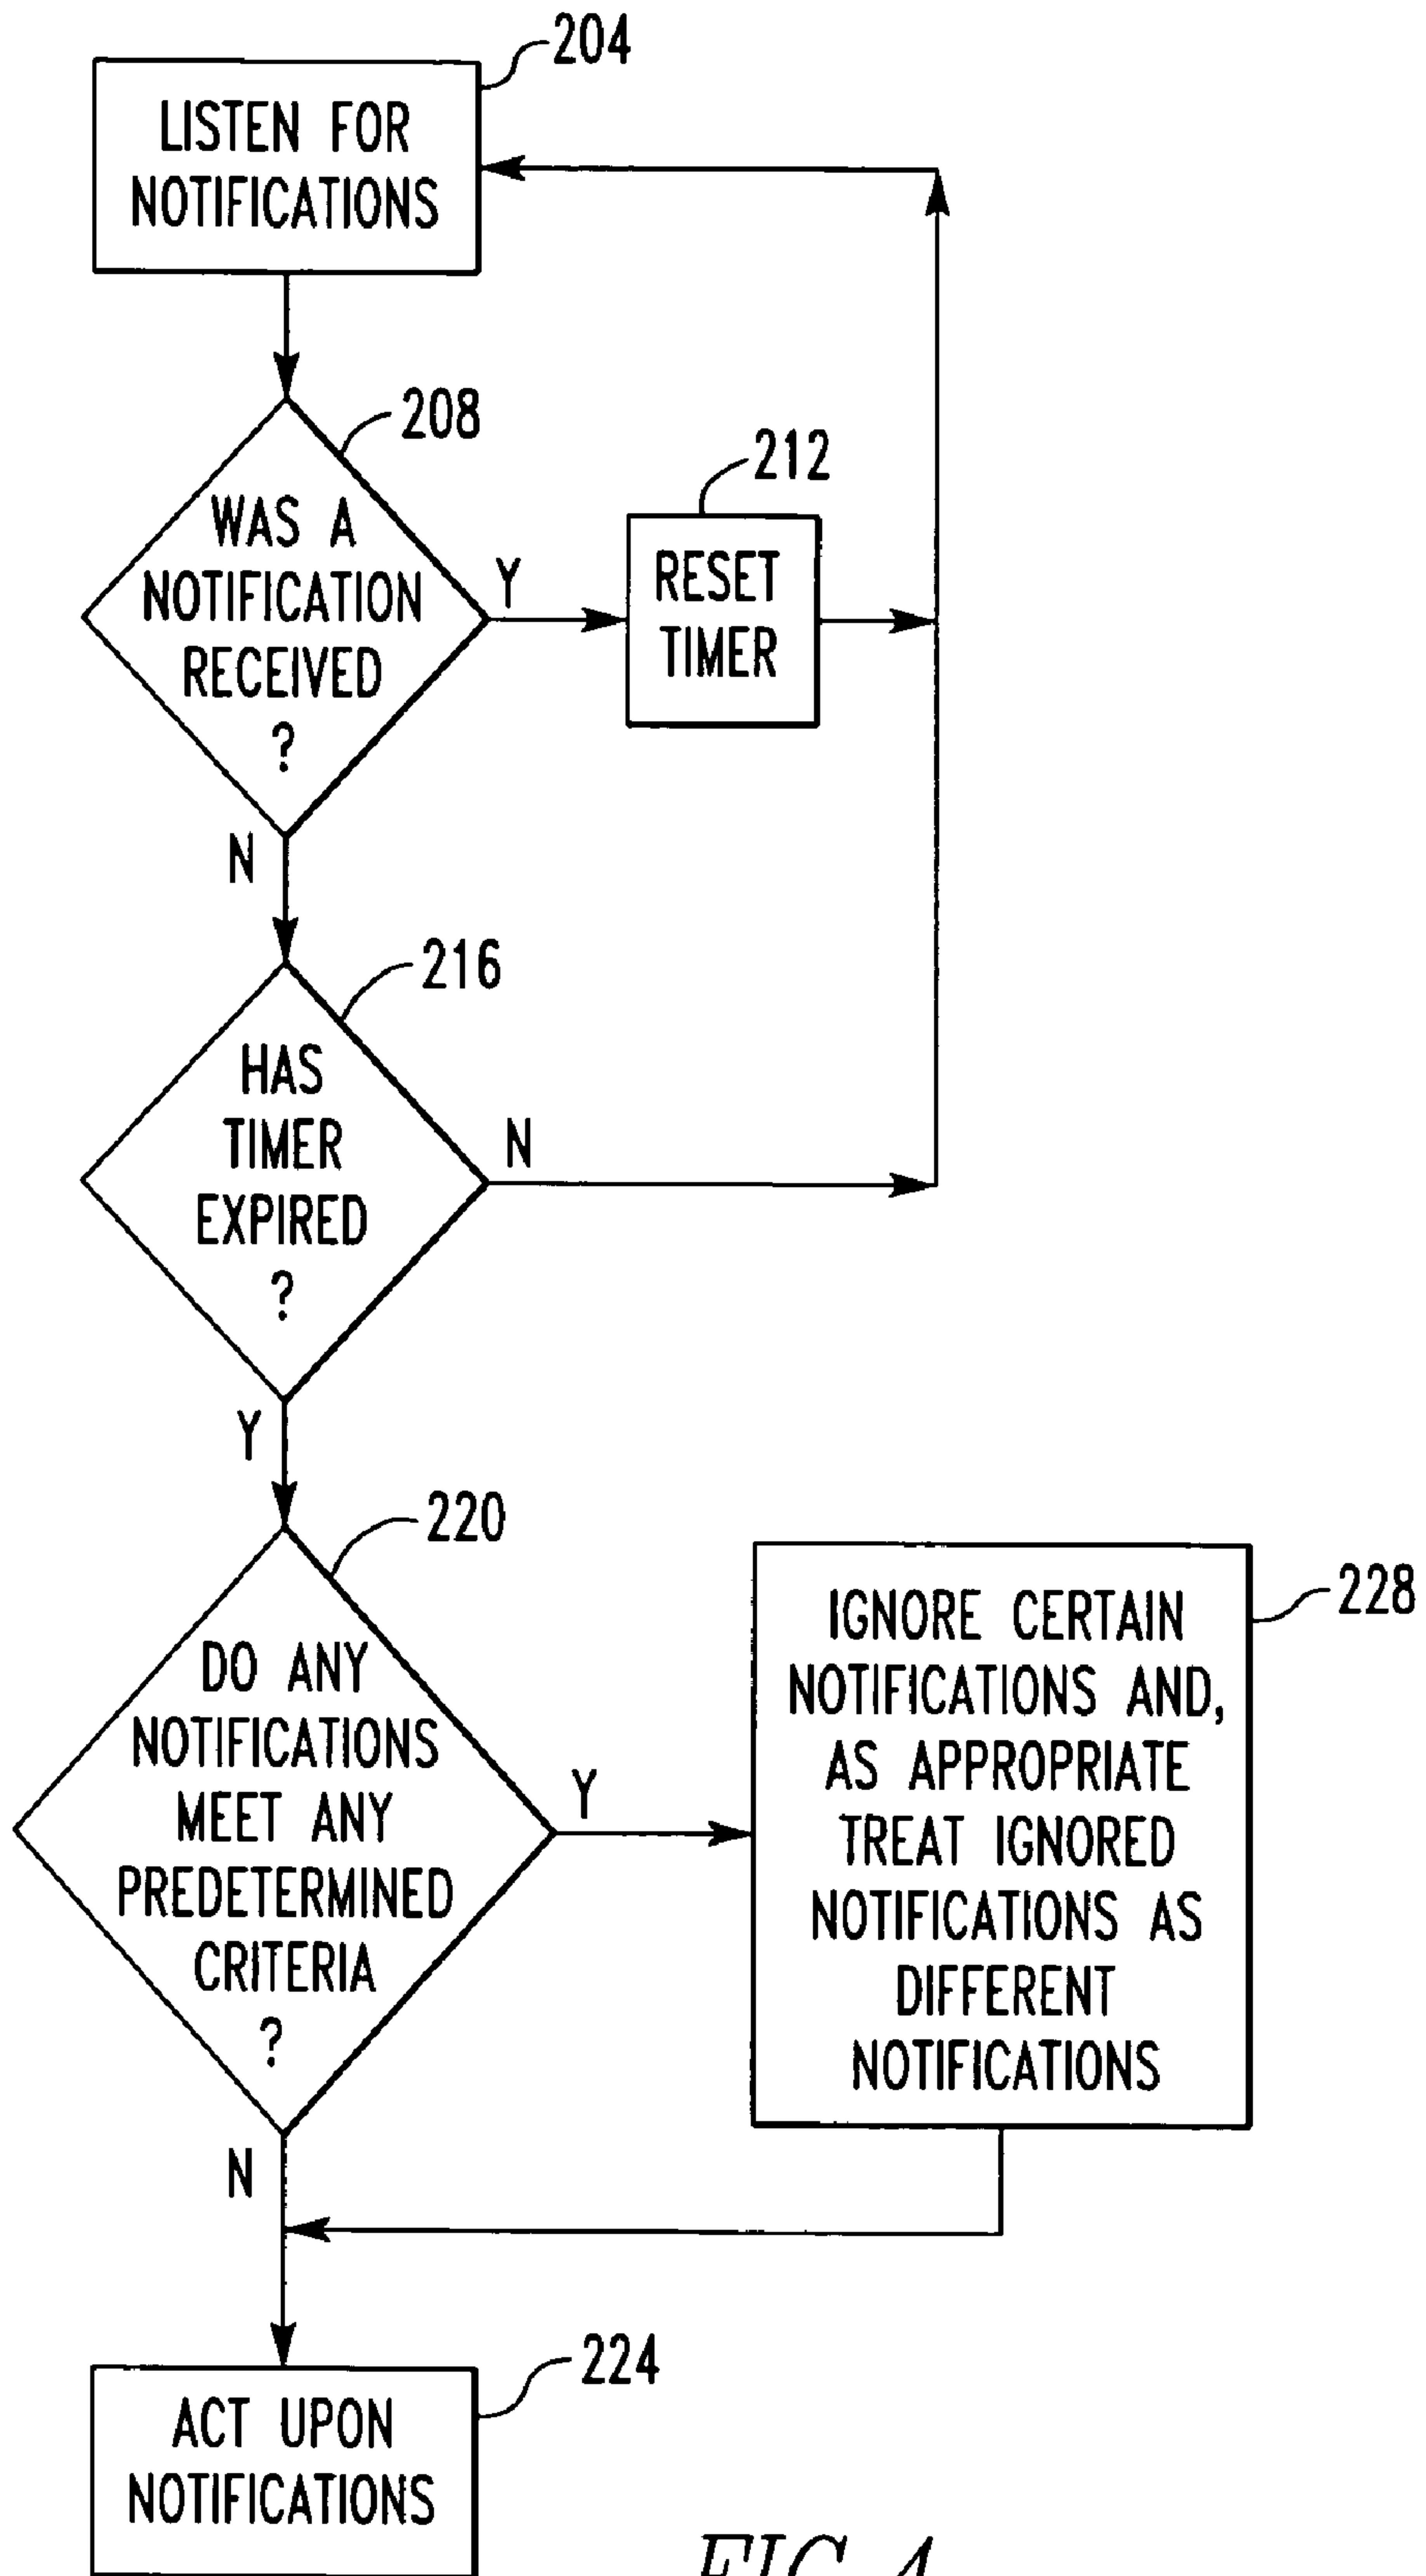 204
LISTEN FOR
NOTIFICATIONS
208
WAS A
NOTIFICATION
RECEIVED
?
Y
212
RESET
TIMER
N
216
HAS
TIMER
EXPIRED
?
N
Y
220
DO ANY
NOTIFICATIONS
MEET ANY
PREDETERMINED
CRITERIA
?
Y
228
IGNORE CERTAIN
NOTIFICATIONS AND,
AS APPROPRIATE
TREAT IGNORED
NOTIFICATIONS AS
DIFFERENT
NOTIFICATIONS
N
224
ACT UPON
NOTIFICATIONS
FIG. 4